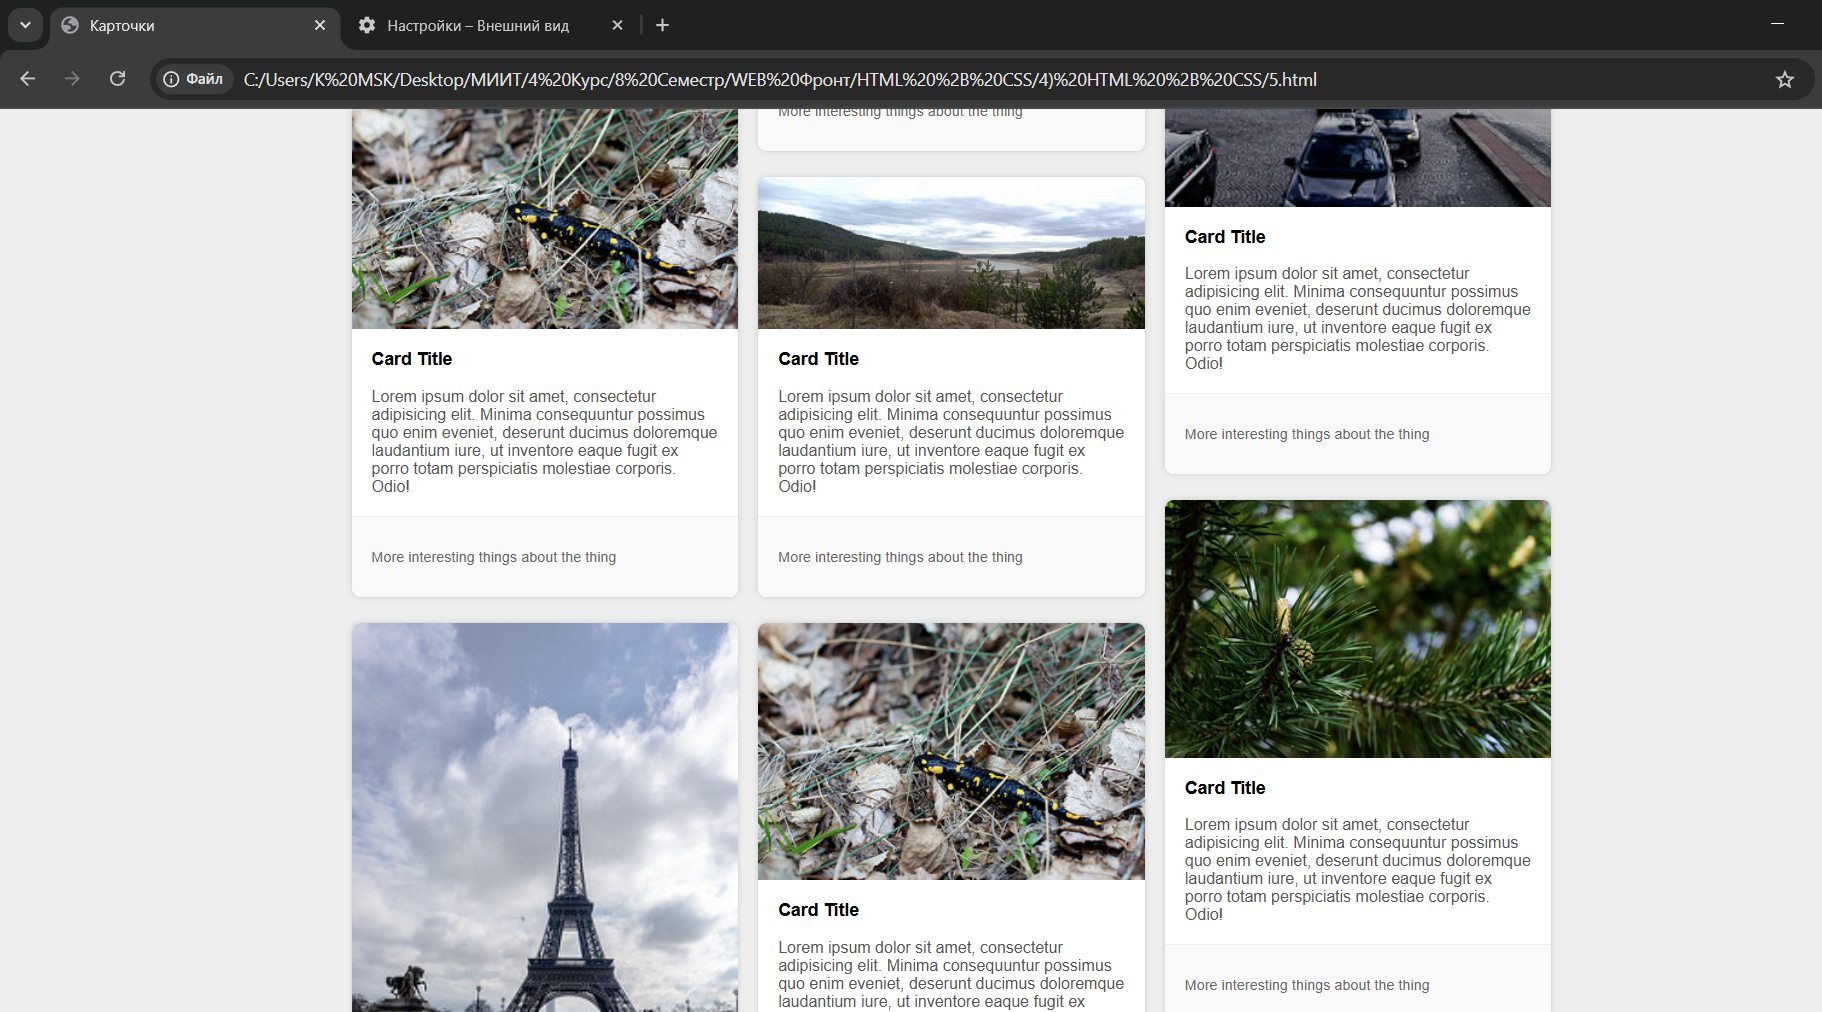 Карточки
Настройки – Внешний вид
Файл
C:/Users/K%20MSK/Desktop/МИИТ/4%20Курс/8%20Семестр/WEB%20Фронт/HTML%20%2B%20CSS/4)%20HTML%20%2B%20CSS/5.html
Card Title
Lorem ipsum dolor sit amet, consectetur
adipisicing elit. Minima consequuntur possimus
quo enim eveniet, deserunt ducimus doloremque
laudantium iure, ut inventore eaque fugit ex
porro totam perspiciatis molestiae corporis.
Odio!
More interesting things about the thing
More interesting things about the thing
Card Title
Lorem ipsum dolor sit amet, consectetur
adipisicing elit. Minima consequuntur possimus
quo enim eveniet, deserunt ducimus doloremque
laudantium iure, ut inventore eaque fugit ex
porro totam perspiciatis molestiae corporis.
Odio!
More interesting things about the thing
Card Title
Lorem ipsum dolor sit amet, consectetur
adipisicing elit. Minima consequuntur possimus
quo enim eveniet, deserunt ducimus doloremque
laudantium iure, ut inventore eaque fugit ex
Card Title
Lorem ipsum dolor sit amet, consectetur
adipisicing elit. Minima consequuntur possimus
quo enim eveniet, deserunt ducimus doloremque
laudantium iure, ut inventore eaque fugit ex
porro totam perspiciatis molestiae corporis.
Odio!
More interesting things about the thing
Card Title
Lorem ipsum dolor sit amet, consectetur
adipisicing elit. Minima consequuntur possimus
quo enim eveniet, deserunt ducimus doloremque
laudantium iure, ut inventore eaque fugit ex
porro totam perspiciatis molestiae corporis.
Odio!
More interesting things about the thing